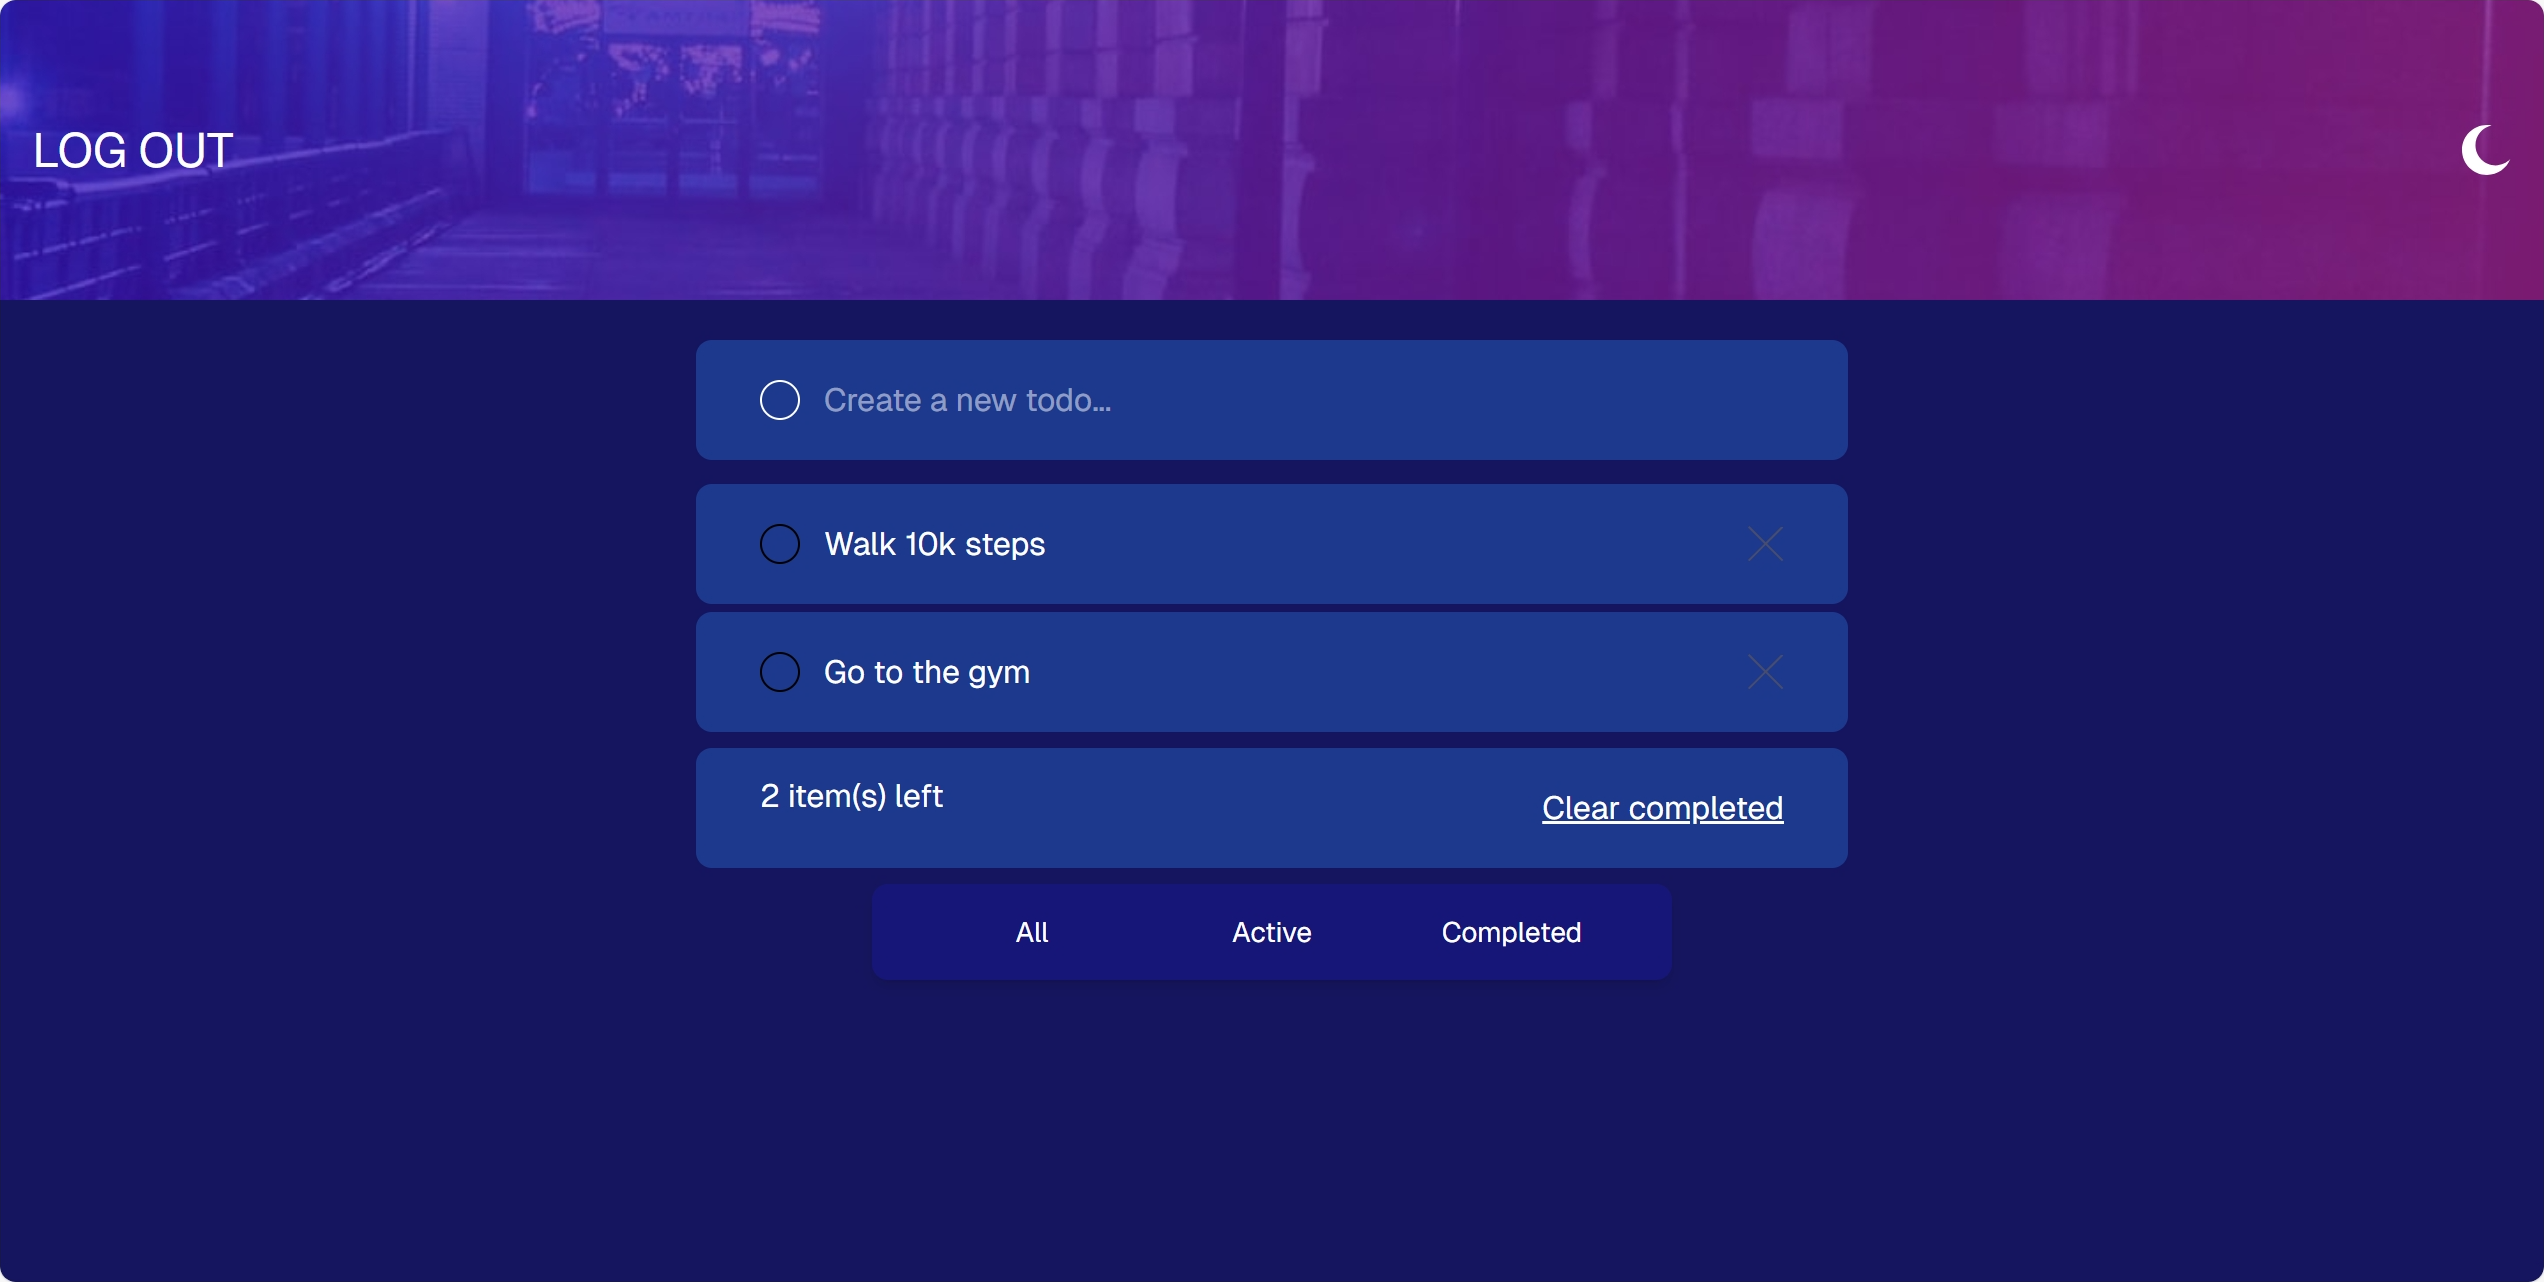 LOG OUT
Create a new todo...
Walk 10k steps
Go to the gym
2 item(s) left
Clear completed
All
Active
Completed